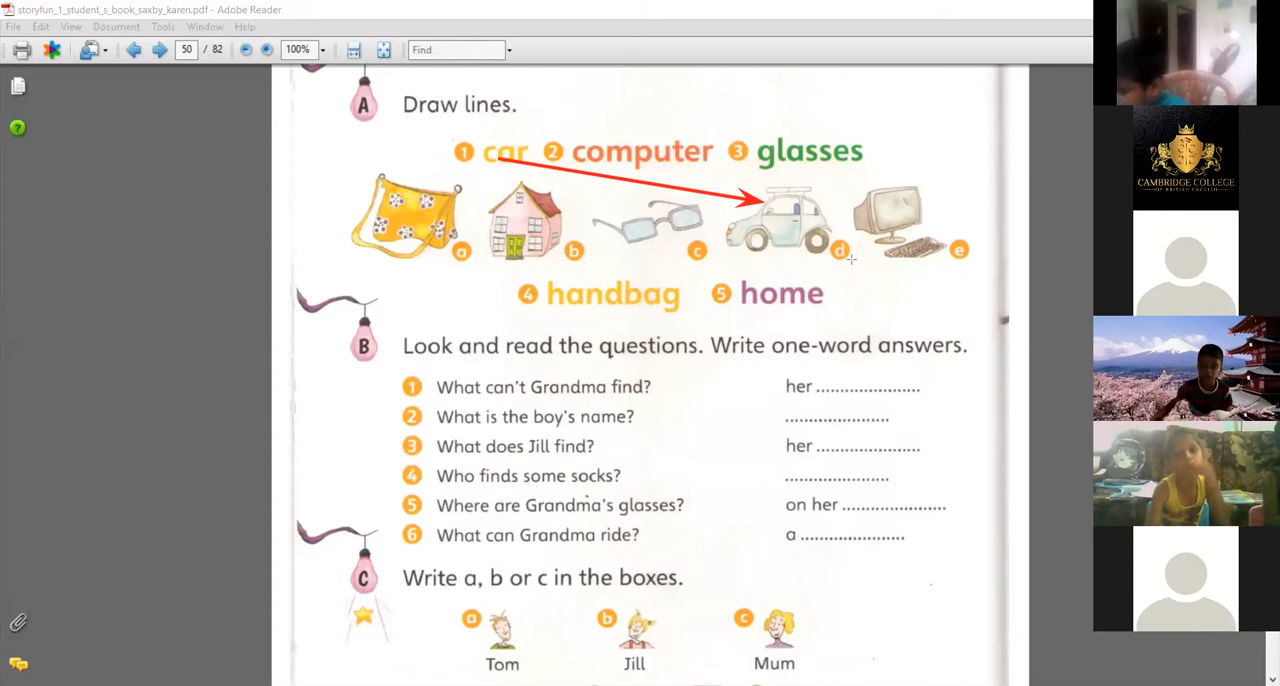 storyfun_1_student_s_book_saxby_karen.pdf - Adobe Reader
File Edit View Document Tools Window Help
50 / 82 100% Find
A Draw lines.
1 car 2 computer 3 glasses
a b c d e
4 handbag 5 home
B Look and read the questions. Write one-word answers.
1 What can't Grandma find? her .....................
2 What is the boy's name? .....................
3 What does Jill find? her .....................
4 Who finds some socks? .....................
5 Where are Grandma's glasses? on her .....................
6 What can Grandma ride? a .....................
C Write a, b or c in the boxes.
a b c
Tom Jill Mum
CAMBRIDGE COLLEGE
OF BRITISH ENGLISH